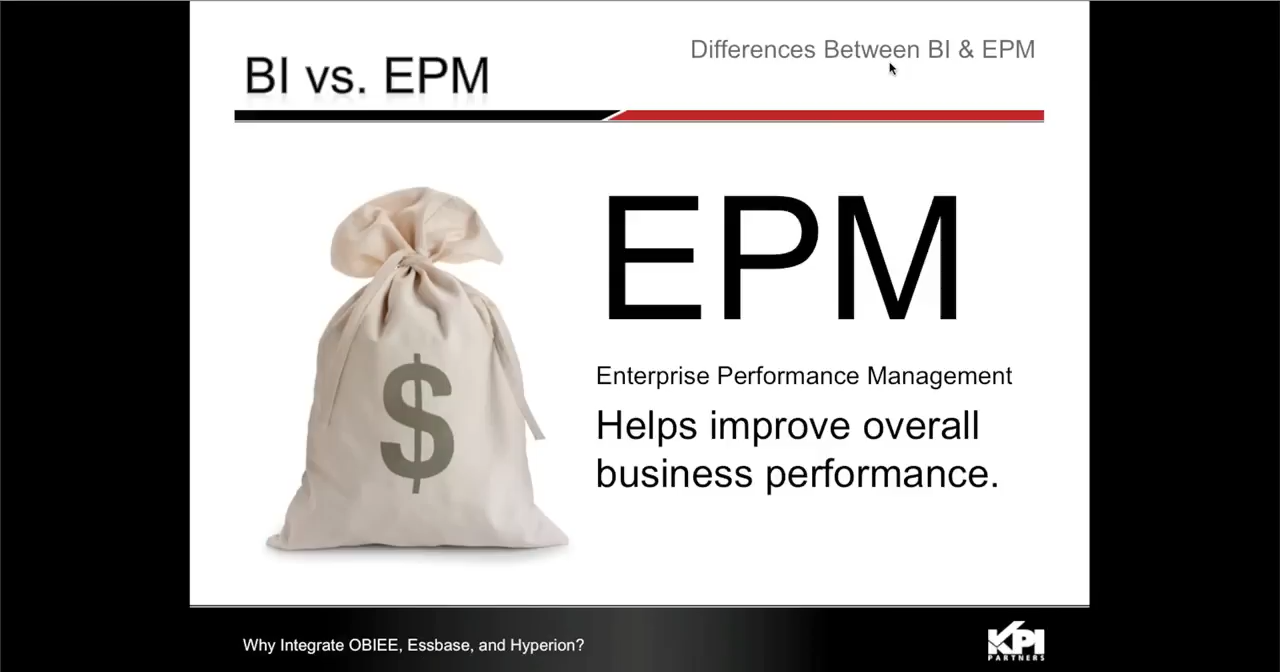 BI vs. EPM
Differences Between BI & EPM
$
EPM
Enterprise Performance Management
Helps improve overall
business performance.
Why Integrate OBIEE, Essbase, and Hyperion?
KPI
PARTNERS